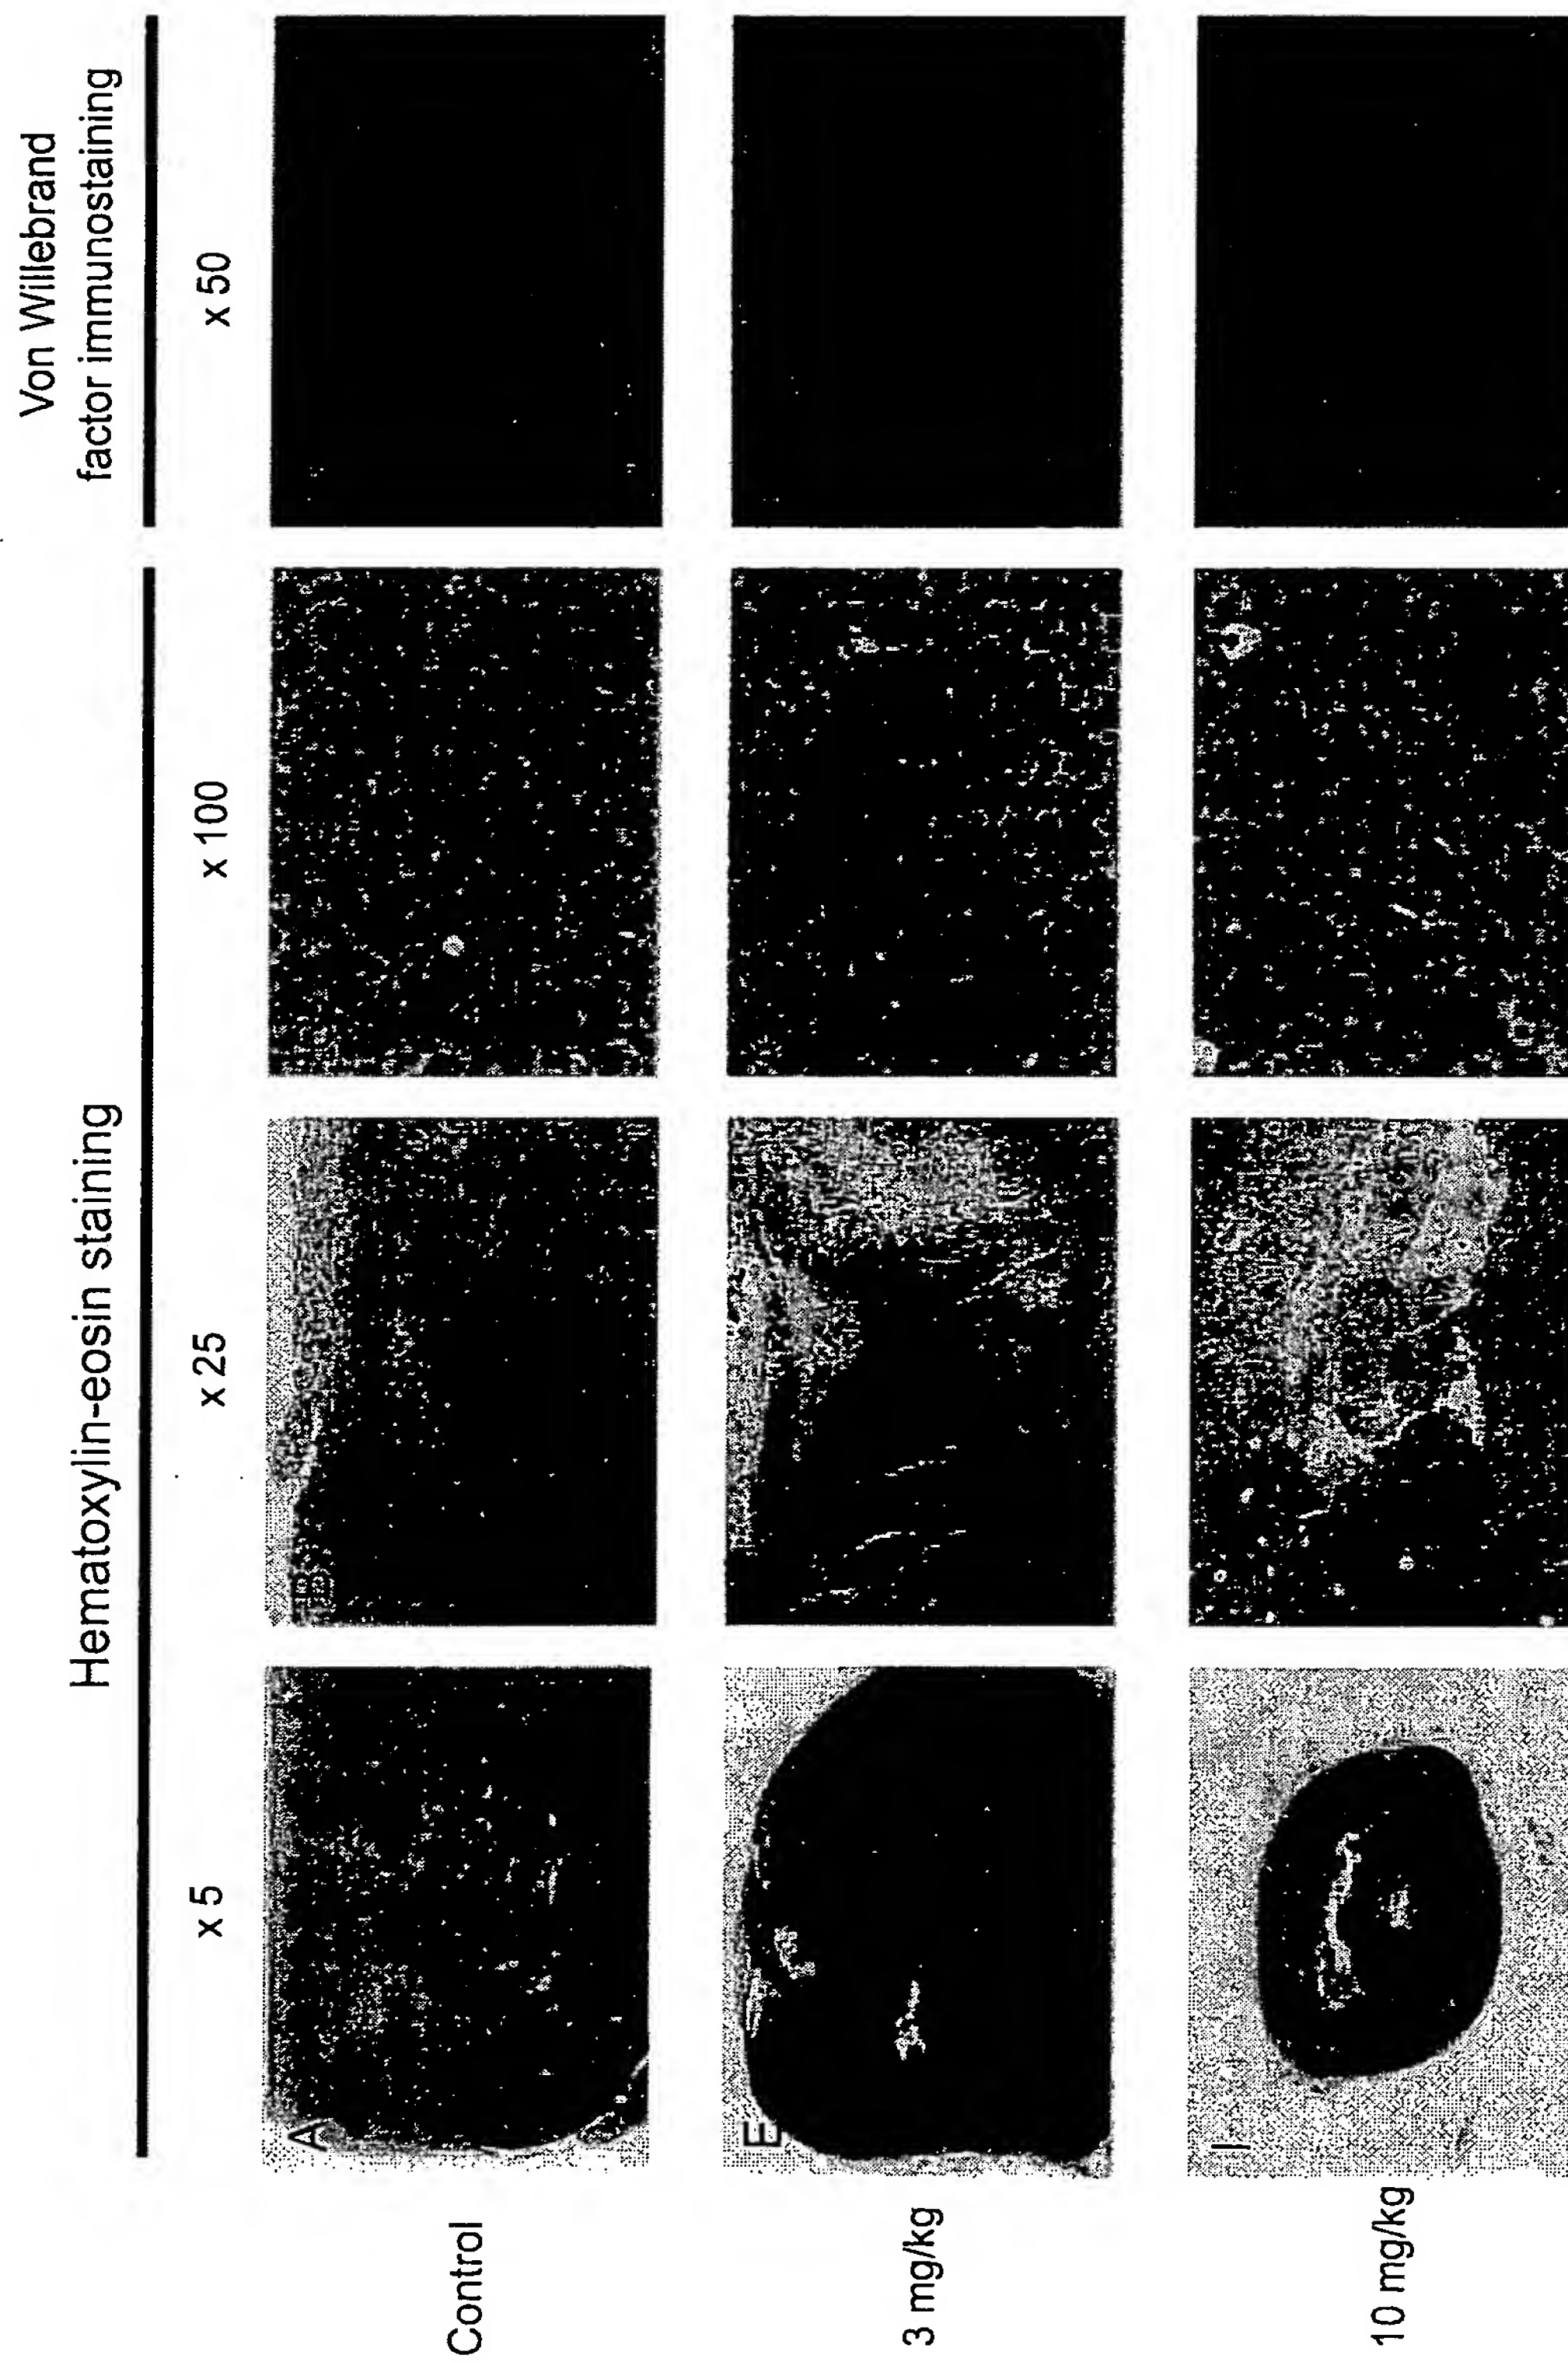 Hematoxylin-eosin staining
Von Willebrand
factor immunostaining
x 5
x 25
x 100
x 50
Control
A
B
3 mg/kg
E
10 mg/kg
I